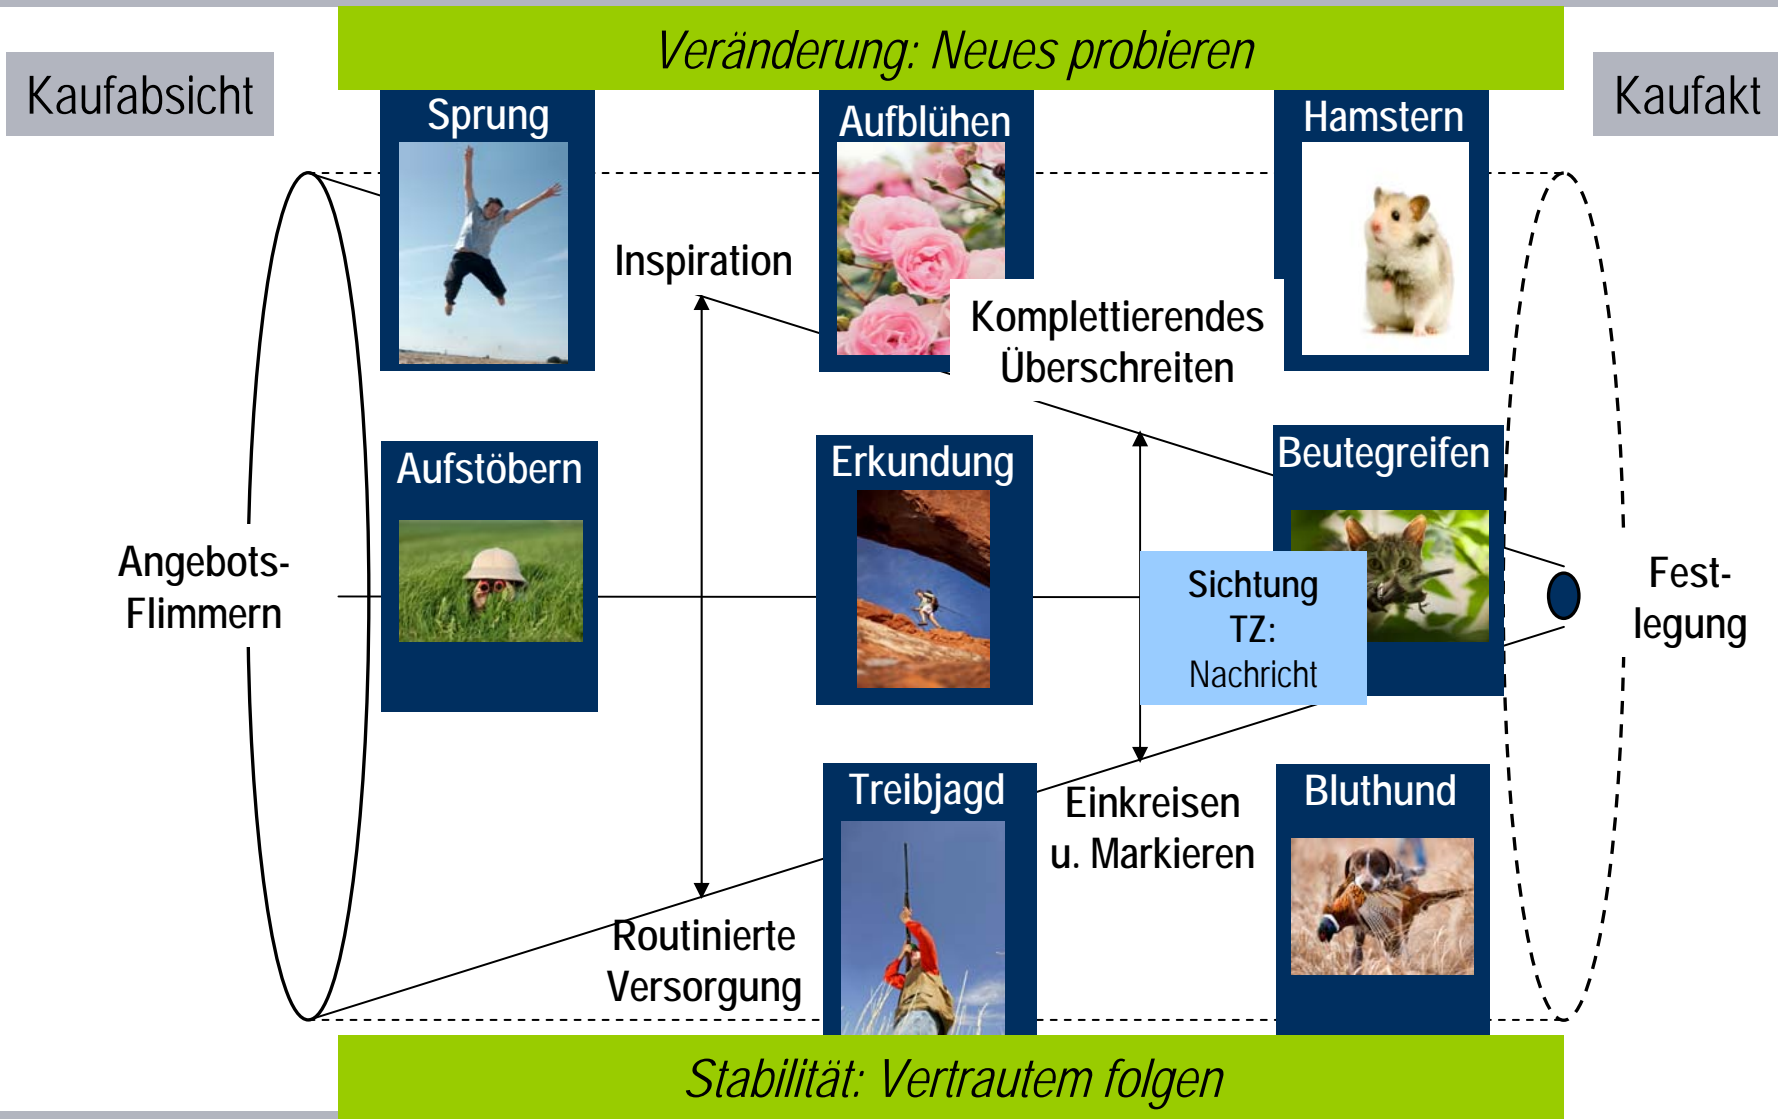 Veränderung: Neues probieren
Kaufabsicht
Kaufakt
Sprung
Aufblühen
Hamstern
Inspiration
Komplettierendes
Überschreiten
Aufstöbern
Erkundung
Beutegreifen
Angebots-
Flimmern
Sichtung
TZ:
Nachricht
Fest-
legung
Treibjagd
Einkreisen
u. Markieren
Bluthund
Routinierte
Versorgung
Stabilität: Vertrautem folgen